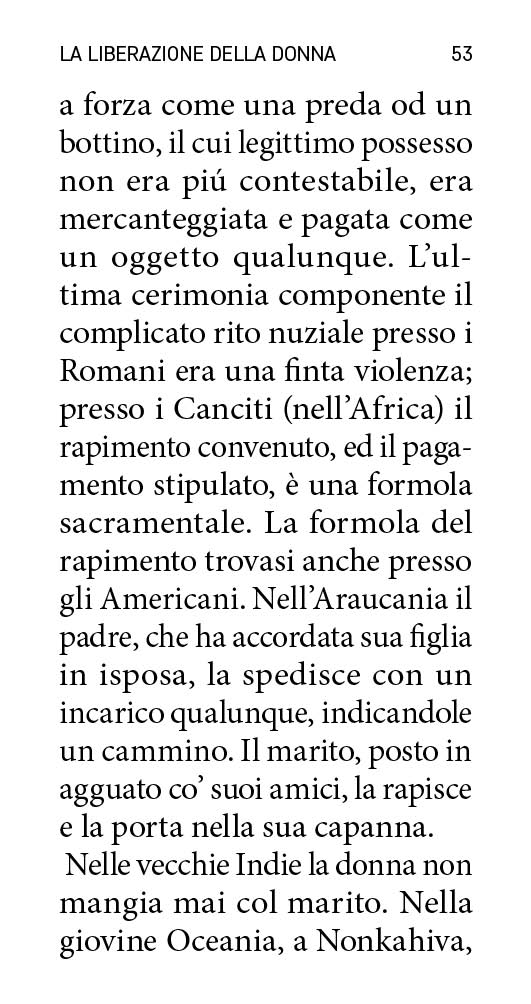 LA LIBERAZIONE DELLA DONNA 53
a forza come una preda od un
bottino, il cui legittimo possesso
non era piú contestabile, era
mercanteggiata e pagata come
un oggetto qualunque. L’ul-
tima cerimonia componente il
complicato rito nuziale presso i
Romani era una finta violenza;
presso i Canciti (nell’Africa) il
rapimento convenuto, ed il paga-
mento stipulato, è una formola
sacramentale. La formola del
rapimento trovasi anche presso
gli Americani. Nell’Araucania il
padre, che ha accordata sua figlia
in isposa, la spedisce con un
incarico qualunque, indicandole
un cammino. Il marito, posto in
agguato co’ suoi amici, la rapisce
e la porta nella sua capanna.
Nelle vecchie Indie la donna non
mangia mai col marito. Nella
giovine Oceania, a Nonkahiva,